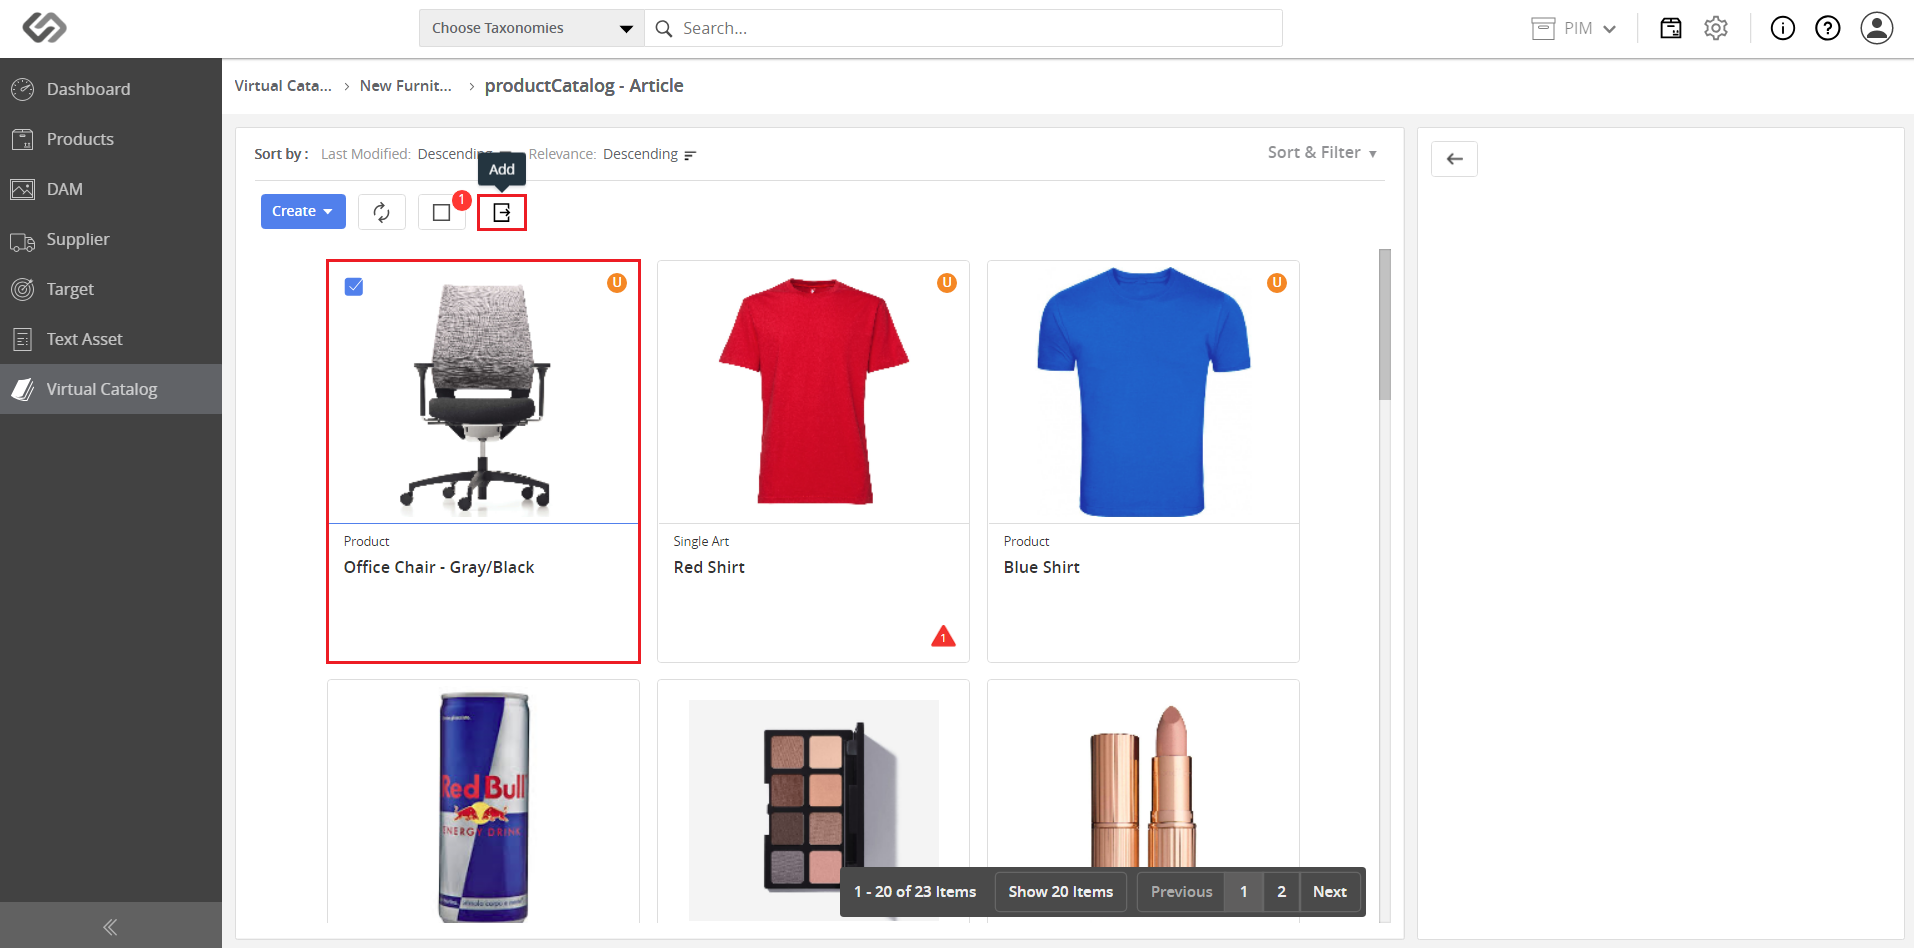 Choose Taxonomies
Search...
PIM
Dashboard
Products
DAM
Supplier
Target
Text Asset
Virtual Catalog
Virtual Cata... > New Furnit... > productCatalog - Article
Sort by : Last Modified: Descending Relevance: Descending
Sort & Filter
Add
Create
1
U
U
U
Product
Office Chair - Gray/Black
Single Art
Red Shirt
1
Product
Blue Shirt
Red Bull
ENERGY DRINK
1 - 20 of 23 Items
Show 20 Items
Previous
1
2
Next